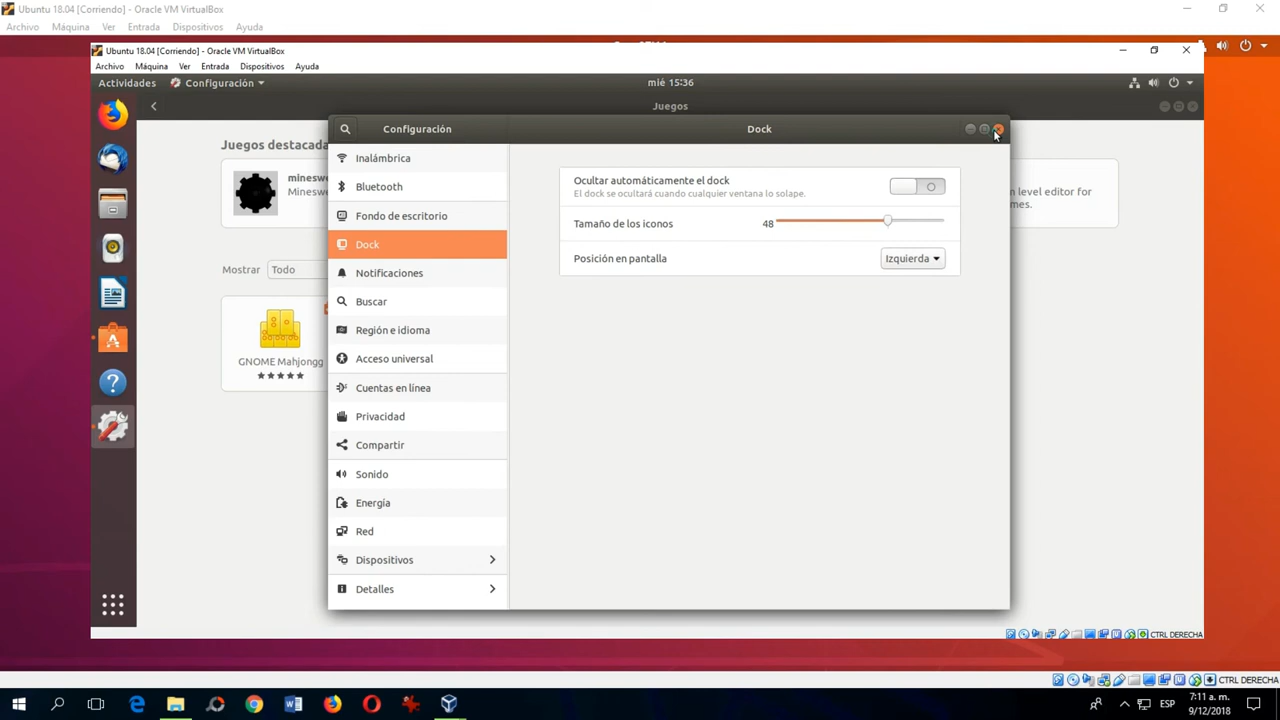 Ubuntu 18.04 [Corriendo] - Oracle VM VirtualBox
Archivo Máquina Ver Entrada Dispositivos Ayuda
Ubuntu 18.04 [Corriendo] - Oracle VM VirtualBox
Archivo Máquina Ver Entrada Dispositivos Ayuda
Actividades Configuración mié 15:36
Juegos
Configuración Dock
Juegos destacada
mineswe
Mineswe
n level editor for
mes.
Mostrar Todo
GNOME Mahjongg
Inalámbrica
Bluetooth
Fondo de escritorio
Dock
Notificaciones
Buscar
Región e idioma
Acceso universal
Cuentas en línea
Privacidad
Compartir
Sonido
Energía
Red
Dispositivos
Detalles
Ocultar automáticamente el dock
El dock se ocultará cuando cualquier ventana lo solape.
Tamaño de los iconos 48
Posición en pantalla Izquierda
CTRL DERECHA
CTRL DERECHA
ESP
7:11 a. m.
9/12/2018